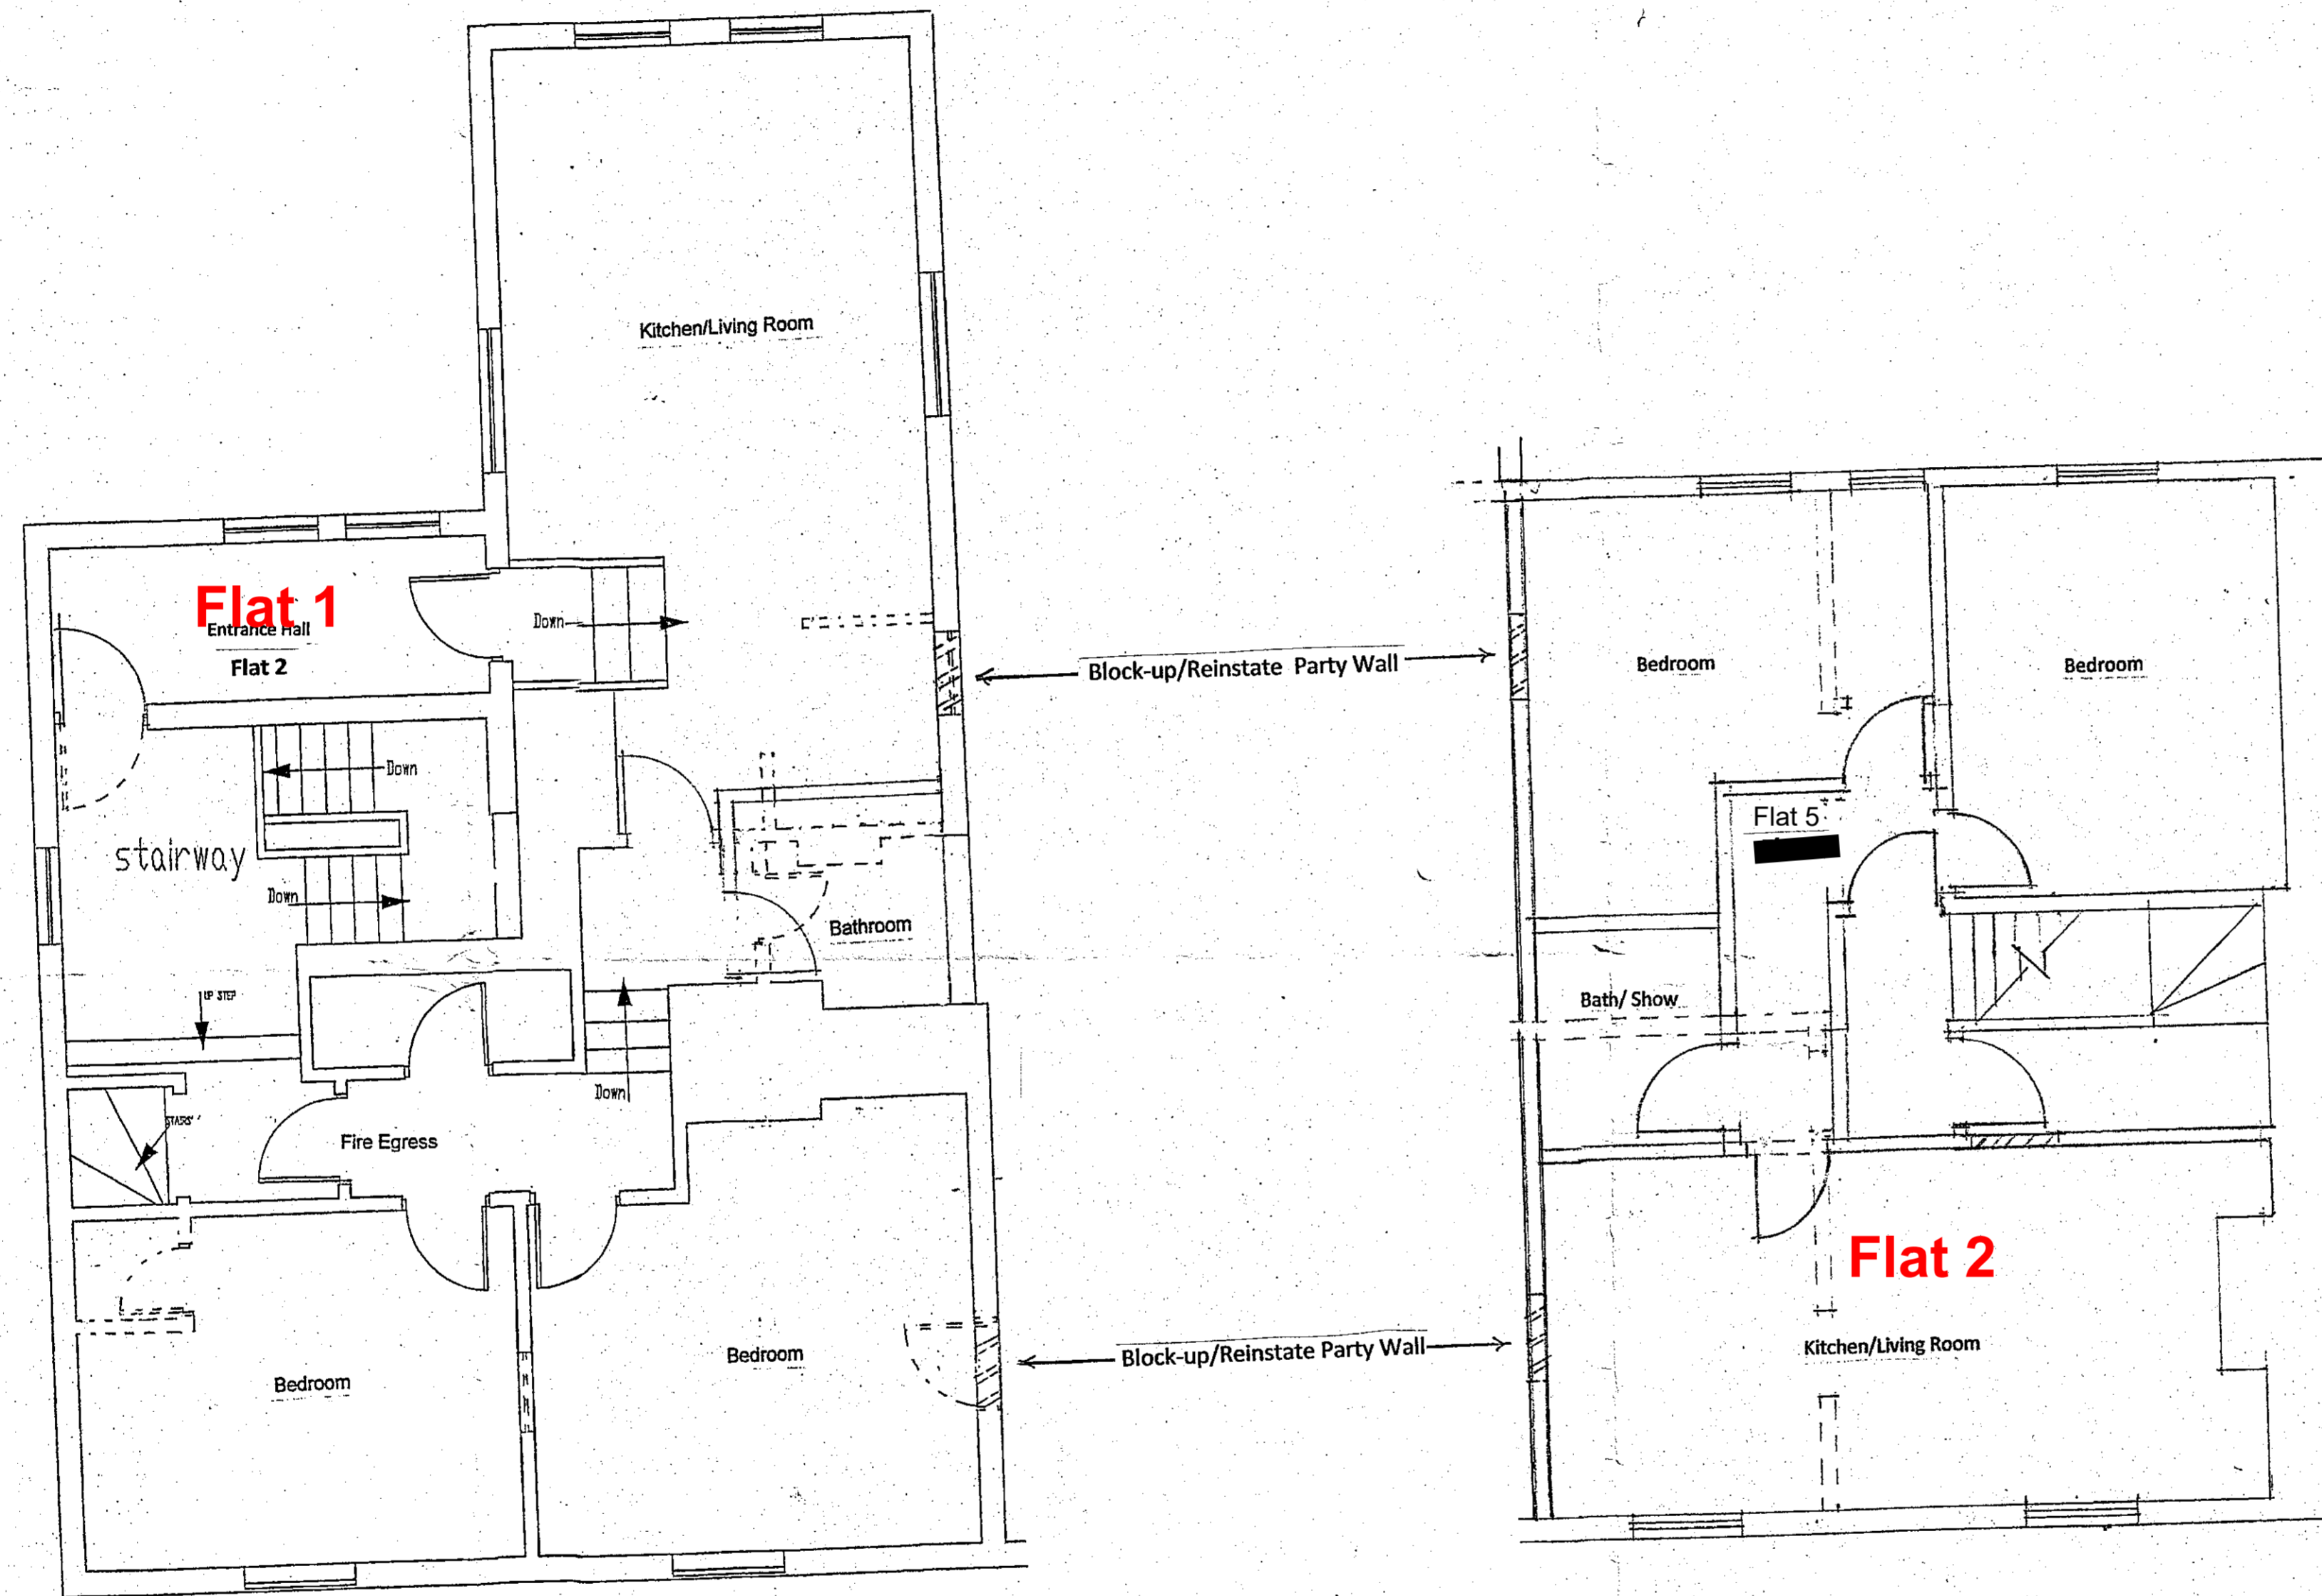 Kitchen/Living Room
Flat 1
Entrance Hall
Flat 2
Down
Block-up/Reinstate Party Wall
Bedroom
Bedroom
Down
Flat 5
stairway
Down
Bathroom
UP STEP
Bath/ Show
Down
STAIRS
Fire Egress
Flat 2
Kitchen/Living Room
Block-up/Reinstate Party Wall
Bedroom
Bedroom